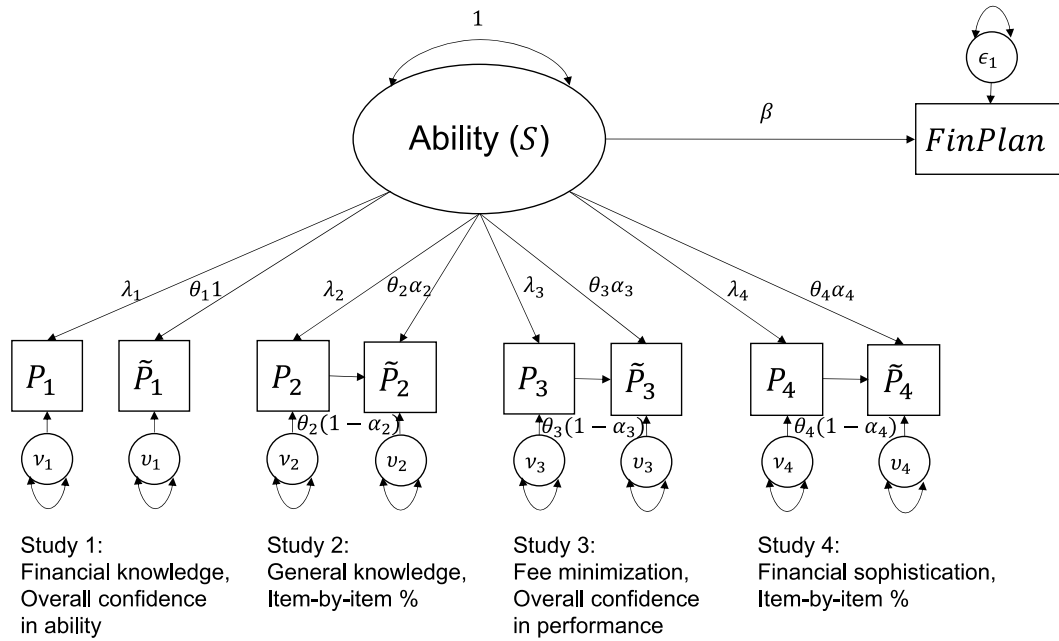 1
ϵ₁
Ability (S)
β
FinPlan
λ₁
θ₁1
λ₂
θ₂α₂
λ₃
θ₃α₃
λ₄
θ₄α₄
P₁
P̃₁
P₂
P̃₂
P₃
P̃₃
P₄
P̃₄
θ₂(1 − α₂)
θ₃(1 − α₃)
θ₄(1 − α₄)
ν₁
υ₁
ν₂
υ₂
ν₃
υ₃
ν₄
υ₄
Study 1:
Financial knowledge,
Overall confidence
in ability
Study 2:
General knowledge,
Item-by-item %
Study 3:
Fee minimization,
Overall confidence
in performance
Study 4:
Financial sophistication,
Item-by-item %